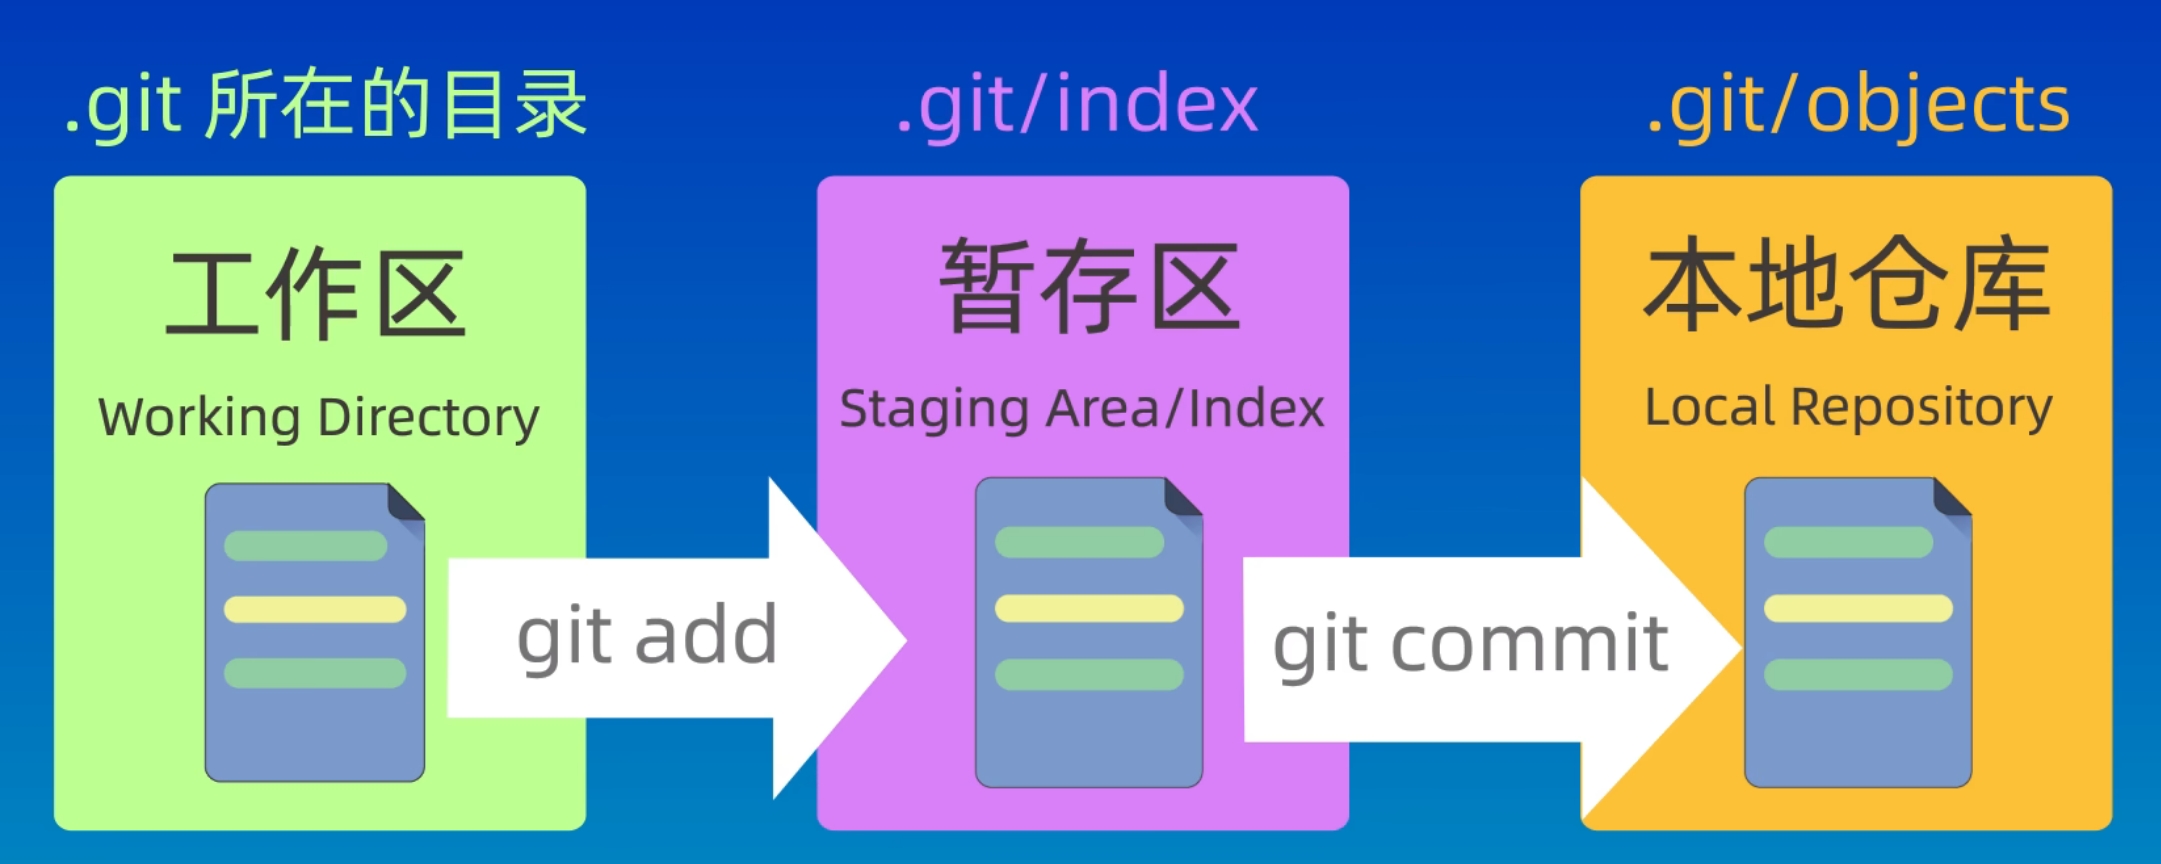 .git 所在的目录
.git/index
.git/objects
工作区
暂存区
本地仓库
Working Directory
Staging Area/Index
Local Repository
git add
git commit